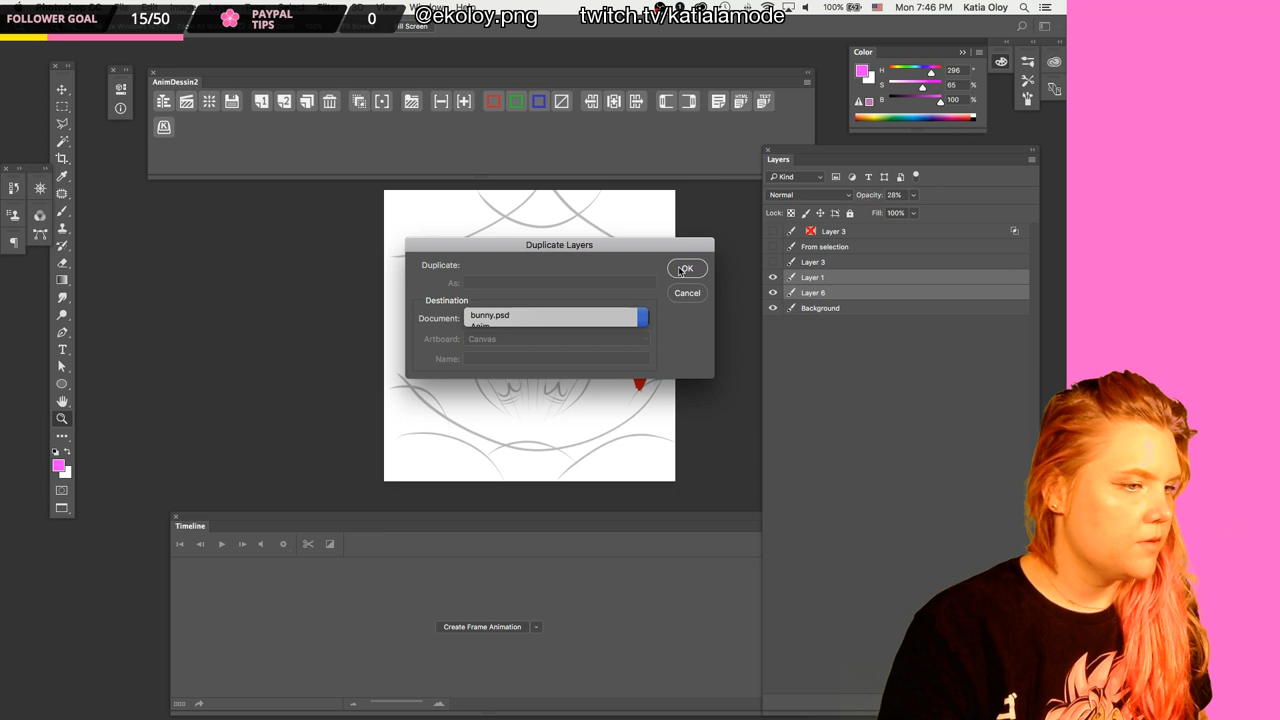 FOLLOWER GOAL 15/50 PAYPAL TIPS 0 @ekoloy.png twitch.tv/katialamode 100% Mon 7:46 PM Katia Oloy
AnimDessin2
Color
H 296 °
S 65 %
B 100 %
Layers
Kind
Normal Opacity: 28%
Lock: Fill: 100%
Layer 3
From selection
Layer 3
Layer 1
Layer 6
Background
Duplicate Layers
Duplicate: OK
As:
Cancel
Destination
Document: bunny.psd
Anim
Artboard: Canvas
Name:
Timeline
Create Frame Animation